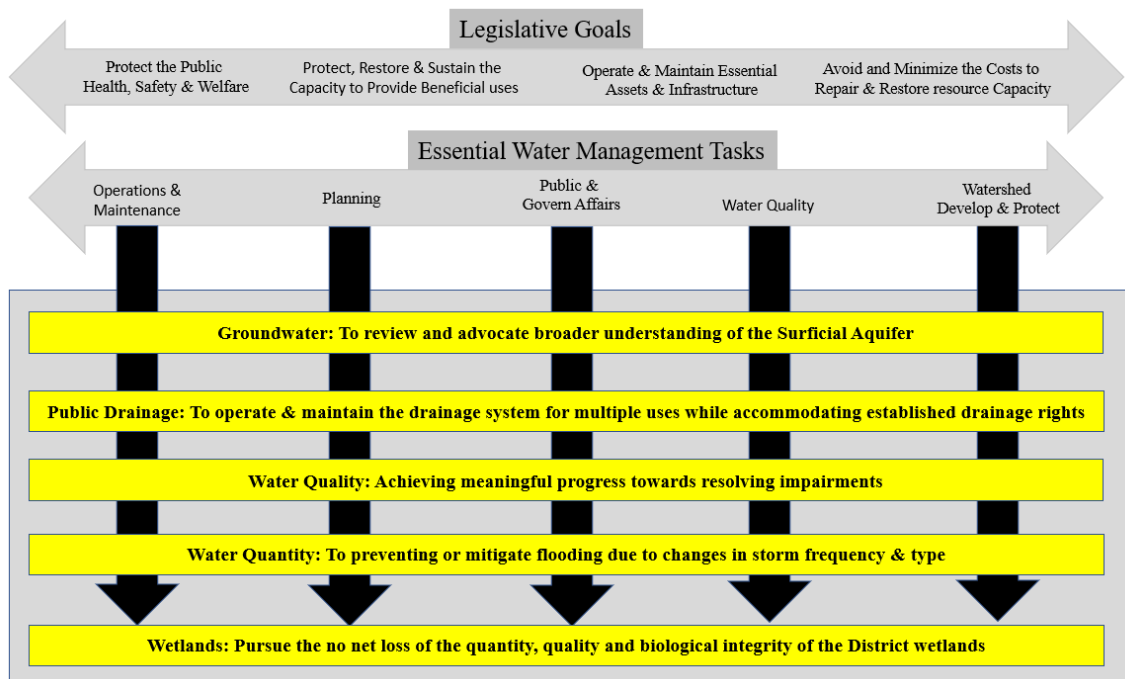 Legislative Goals
Protect the Public
Health, Safety & Welfare
Protect, Restore & Sustain the
Capacity to Provide Beneficial uses
Operate & Maintain Essential
Assets & Infrastructure
Avoid and Minimize the Costs to
Repair & Restore resource Capacity
Essential Water Management Tasks
Operations &
Maintenance
Planning
Public &
Govern Affairs
Water Quality
Watershed
Develop & Protect
Groundwater: To review and advocate broader understanding of the Surficial Aquifer
Public Drainage: To operate & maintain the drainage system for multiple uses while accommodating established drainage rights
Water Quality: Achieving meaningful progress towards resolving impairments
Water Quantity: To preventing or mitigate flooding due to changes in storm frequency & type
Wetlands: Pursue the no net loss of the quantity, quality and biological integrity of the District wetlands